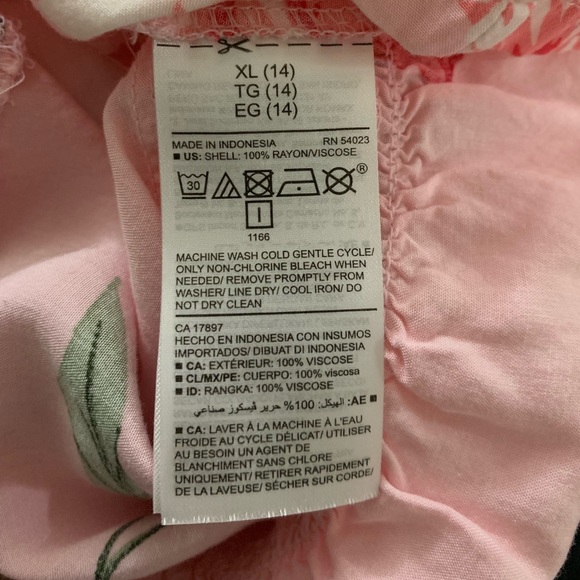 XL (14)
TG (14)
EG (14)
MADE IN INDONESIA RN 54023
■ US: SHELL: 100% RAYON/VISCOSE
30
®
1166
MACHINE WASH COLD GENTLE CYCLE/
ONLY NON-CHLORINE BLEACH WHEN
NEEDED/ REMOVE PROMPTLY FROM
WASHER/ LINE DRY/ COOL IRON/ DO
NOT DRY CLEAN
CA 17897
HECHO EN INDONESIA CON INSUMOS
IMPORTADOS/ DIBUAT DI INDONESIA
■ CA: EXTÉRIEUR: 100% VISCOSE
■ CL/MX/PE: CUERPO: 100% viscosa
■ ID: RANGKA: 100% VISCOSE
■ AE: الهيكل: 100% حرير فيسكوز صناعي
■ CA: LAVER À LA MACHINE À L'EAU
FROIDE AU CYCLE DÉLICAT/ UTILISER
AU BESOIN UN AGENT DE
BLANCHIMENT SANS CHLORE
UNIQUEMENT/ RETIRER RAPIDEMENT
DE LA LAVEUSE/ SÉCHER SUR CORDE/